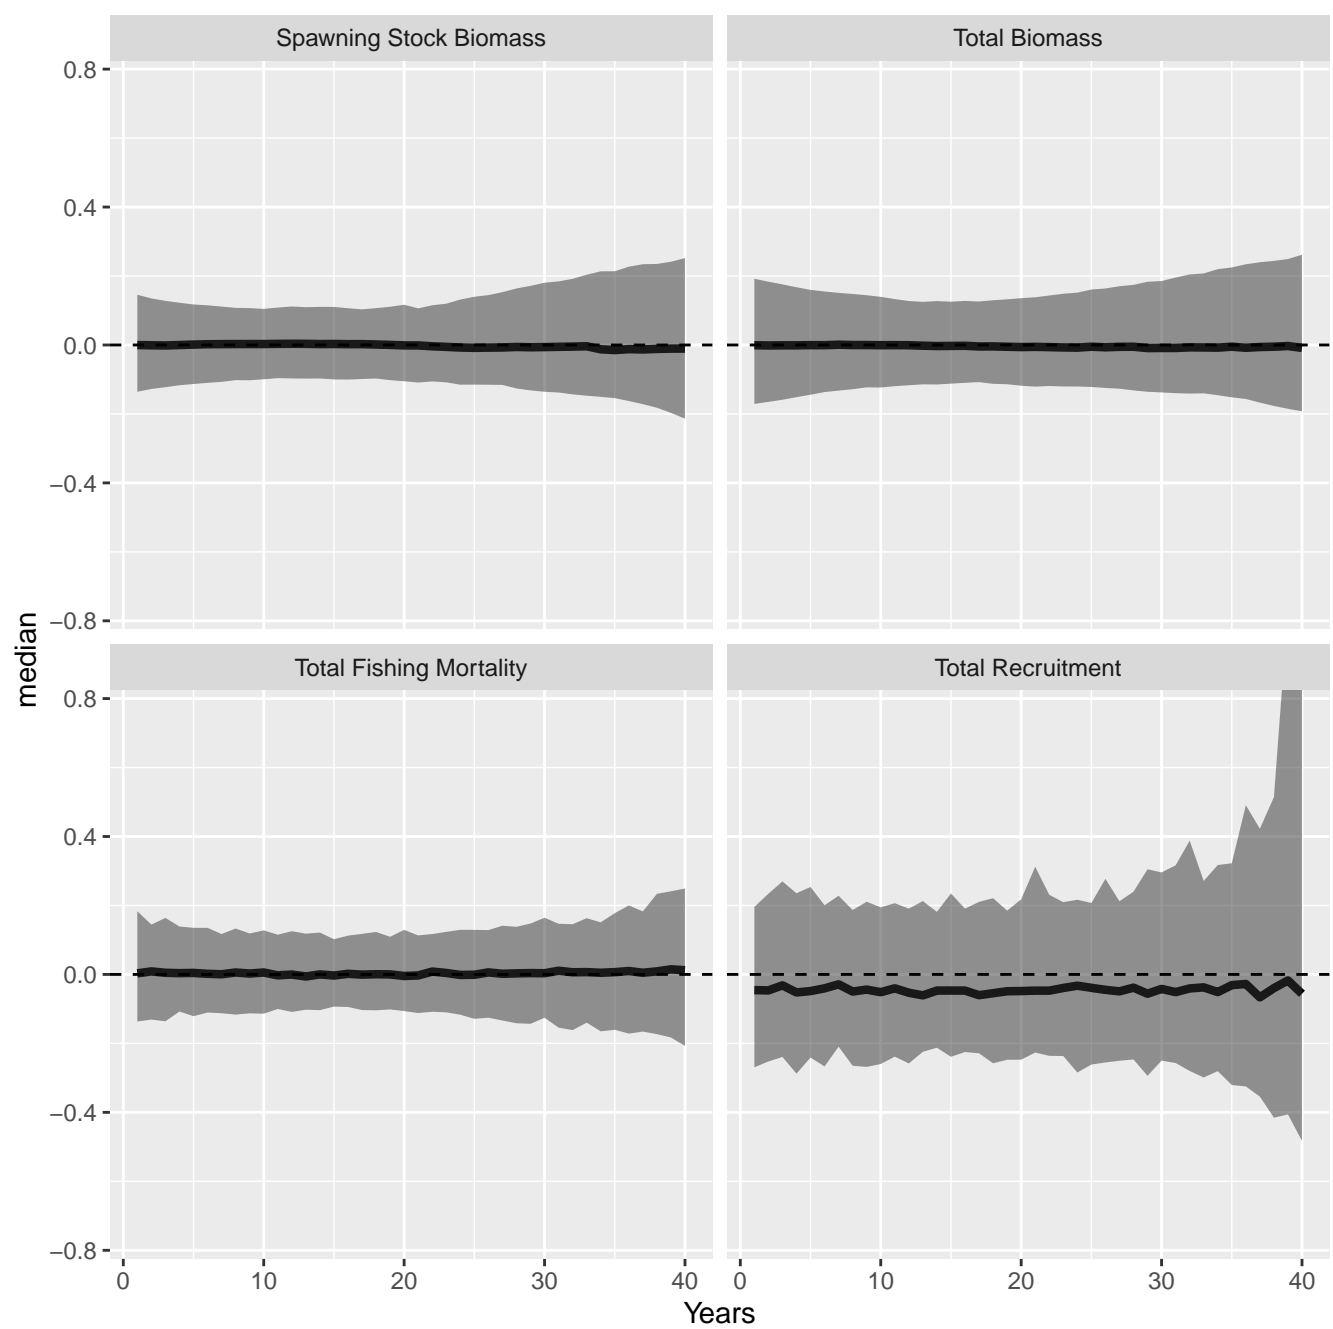 Spawning Stock Biomass
Total Biomass
0.8
0.4
0.0
−0.4
−0.8
median
Total Fishing Mortality
Total Recruitment
0.8
0.4
0.0
−0.4
−0.8
0 10 20 30 40
0 10 20 30 40
Years